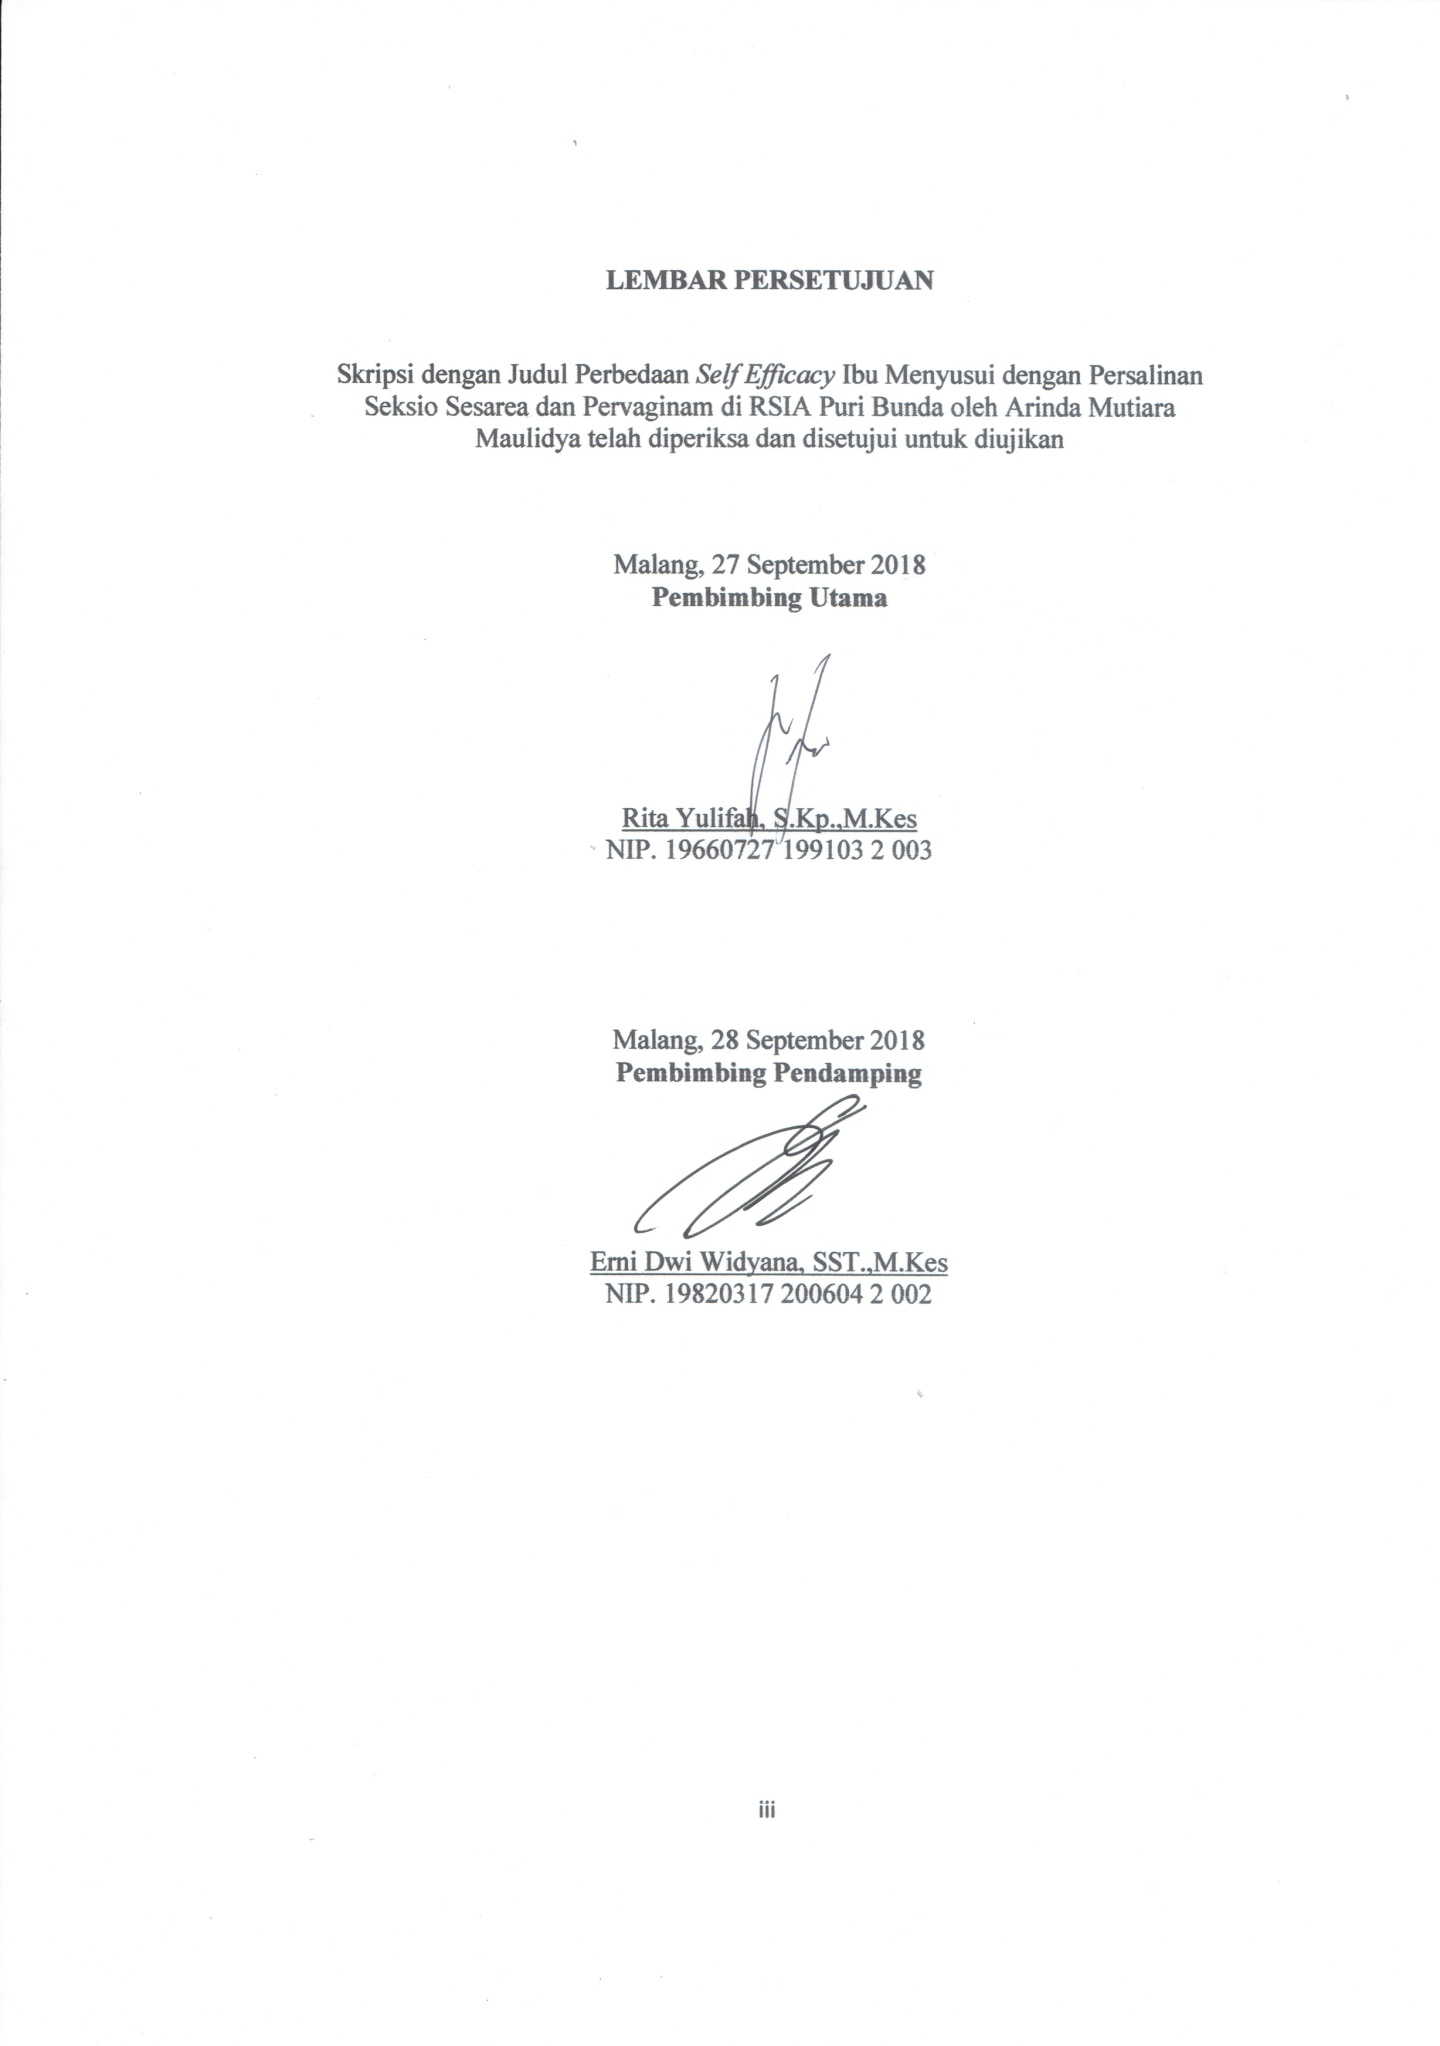 LEMBAR PERSETUJUAN
Skripsi dengan Judul Perbedaan Self Efficacy Ibu Menyusui dengan Persalinan
Seksio Sesarea dan Pervaginam di RSIA Puri Bunda oleh Arinda Mutiara
Maulidya telah diperiksa dan disetujui untuk diujikan
Malang, 27 September 2018
Pembimbing Utama
Rita Yulifah, S.Kp.,M.Kes
NIP. 19660727 199103 2 003
Malang, 28 September 2018
Pembimbing Pendamping
Erni Dwi Widyana, SST.,M.Kes
NIP. 19820317 200604 2 002
iii